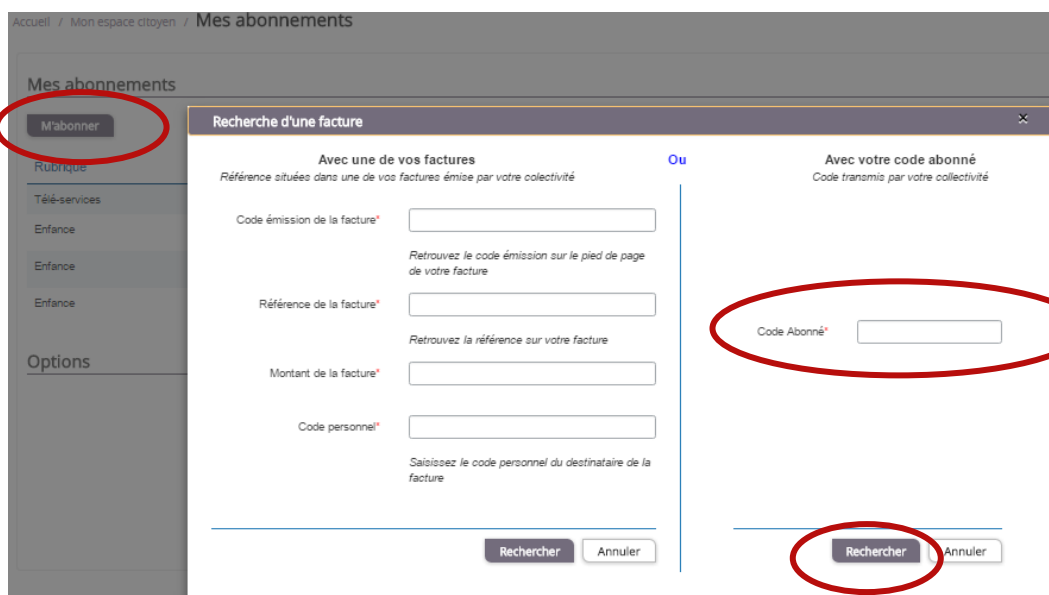 Accueil / Mon espace citoyen / Mes abonnements
Mes abonnements
M'abonner
Rubrique
Télé-services
Enfance
Enfance
Enfance
Options
Recherche d'une facture
×
Avec une de vos factures
Référence situées dans une de vos factures émise par votre colectivité
Code émission de la facture*
Retrouvez le code émission sur le pied de page
de votre facture
Référence de la facture*
Retrouvez la référence sur votre facture
Montant de la facture*
Code personnel*
Saisissez le code personnel du destinataire de la
facture
Rechercher
Annuler
Ou
Avec votre code abonné
Code transmis par votre collectivité
Code Abonné*
Rechercher
Annuler